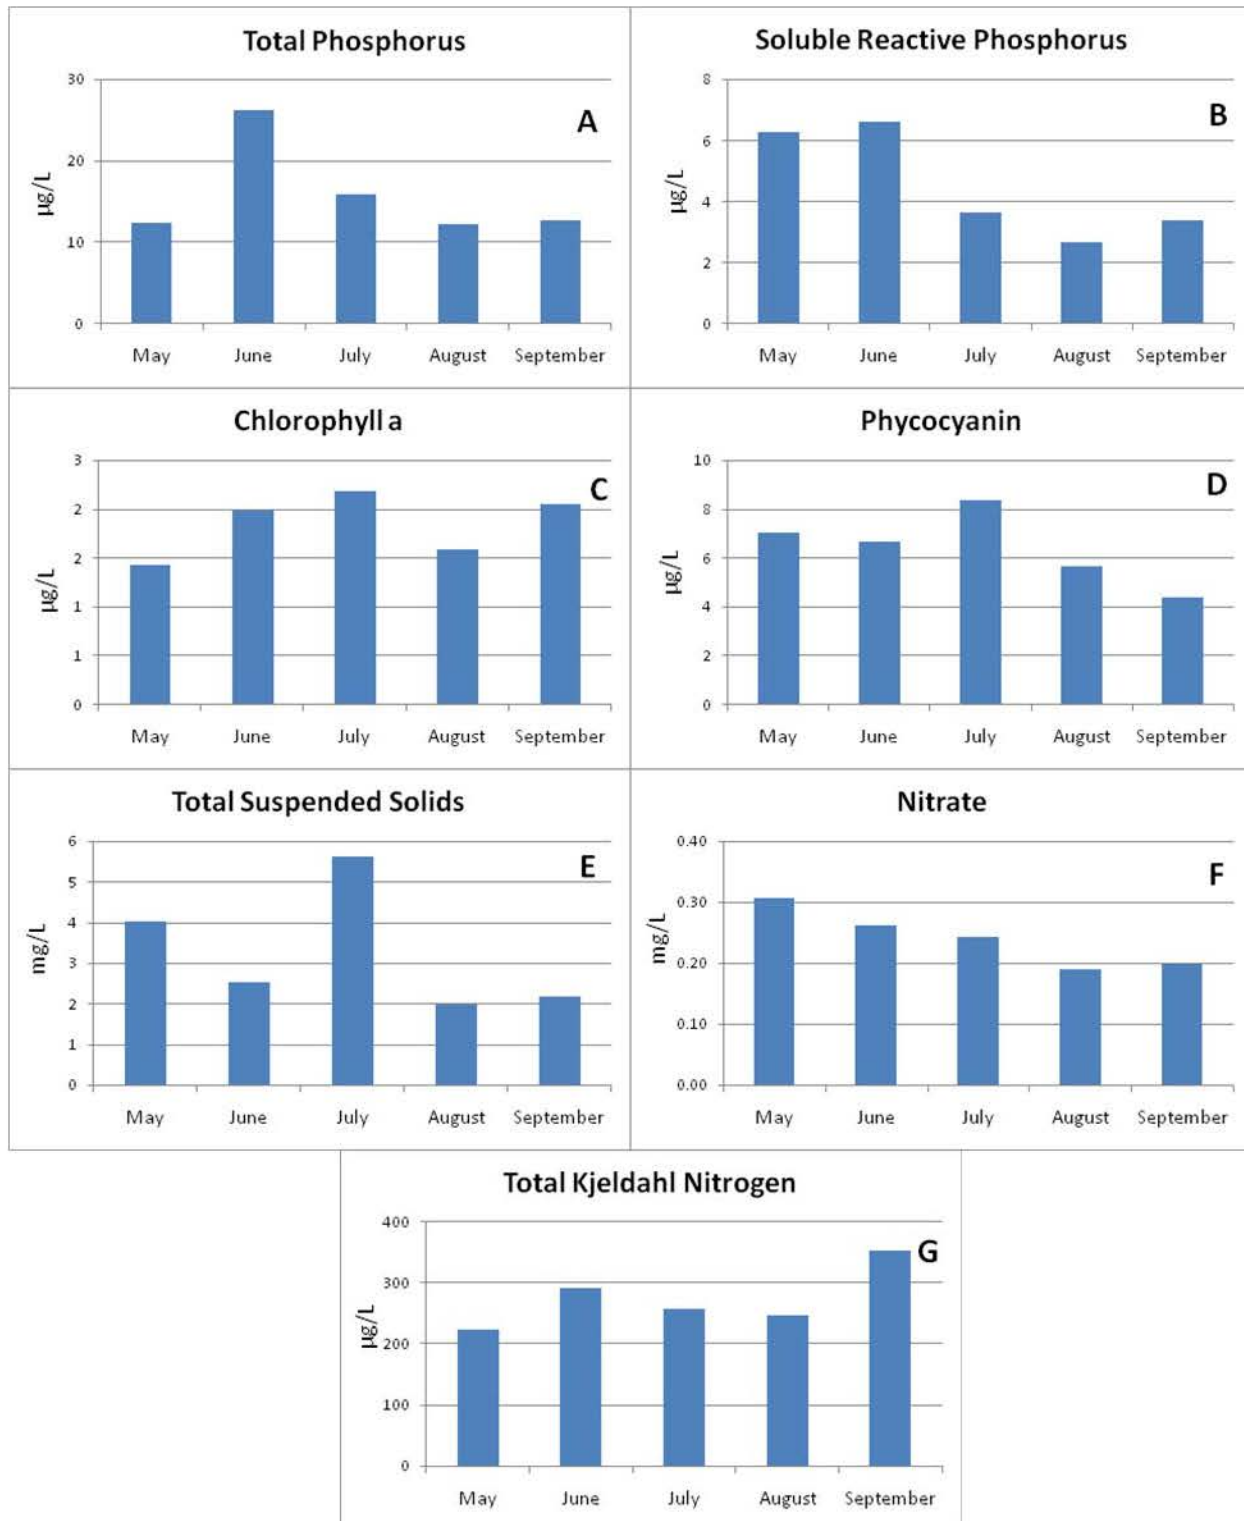 Total Phosphorus
A
30
20
10
0
µg/L
May June July August September
Soluble Reactive Phosphorus
B
8
6
4
2
0
µg/L
May June July August September
Chlorophyll a
C
3
2
2
1
1
0
µg/L
May June July August September
Phycocyanin
D
10
8
6
4
2
0
µg/L
May June July August September
Total Suspended Solids
E
6
5
4
3
2
1
0
mg/L
May June July August September
Nitrate
F
0.40
0.30
0.20
0.10
0.00
mg/L
May June July August September
Total Kjeldahl Nitrogen
G
400
300
200
100
0
µg/L
May June July August September